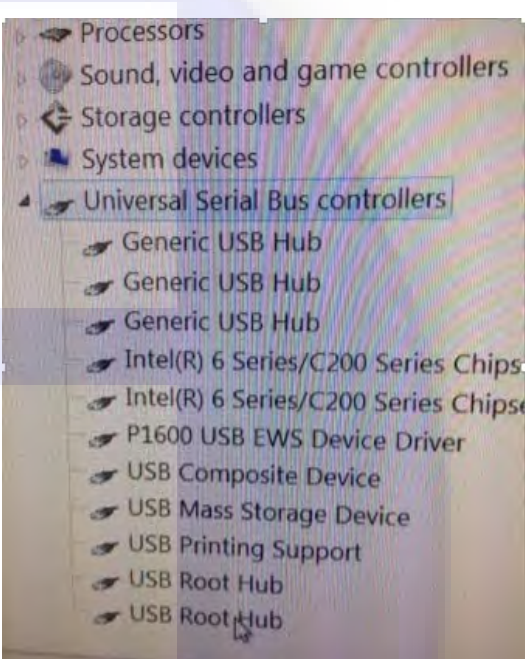 Processors
Sound, video and game controllers
Storage controllers
System devices
Universal Serial Bus controllers
Generic USB Hub
Generic USB Hub
Generic USB Hub
Intel(R) 6 Series/C200 Series Chips
Intel(R) 6 Series/C200 Series Chipse
P1600 USB EWS Device Driver
USB Composite Device
USB Mass Storage Device
USB Printing Support
USB Root Hub
USB Root Hub